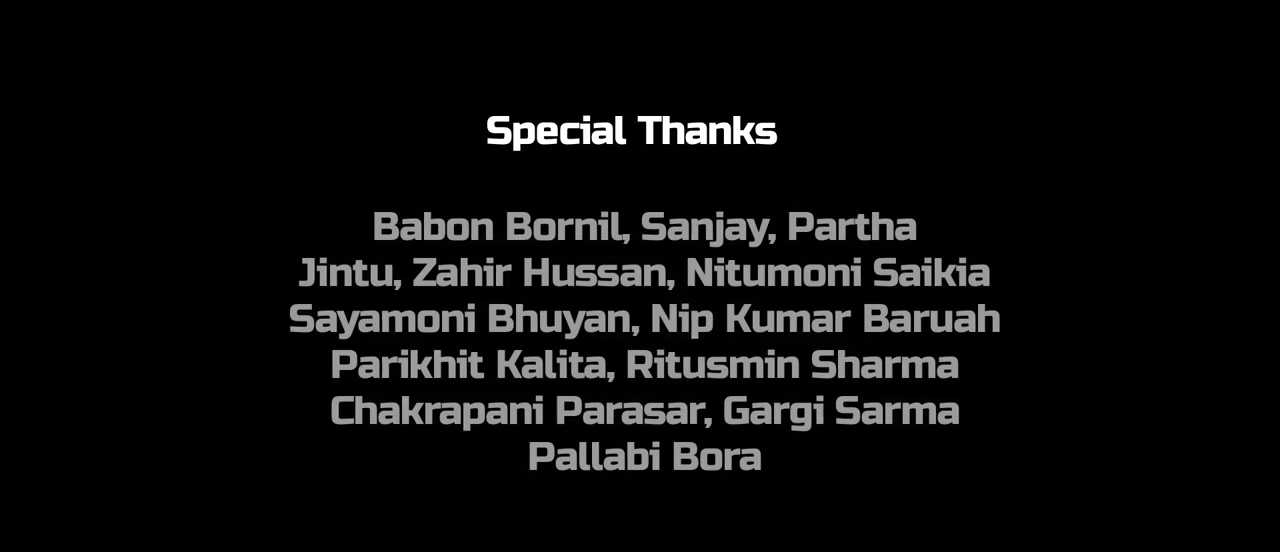 Special Thanks
Babon Bornil, Sanjay, Partha
Jintu, Zahir Hussan, Nitumoni Saikia
Sayamoni Bhuyan, Nip Kumar Baruah
Parikhit Kalita, Ritusmin Sharma
Chakrapani Parasar, Gargi Sarma
Pallabi Bora